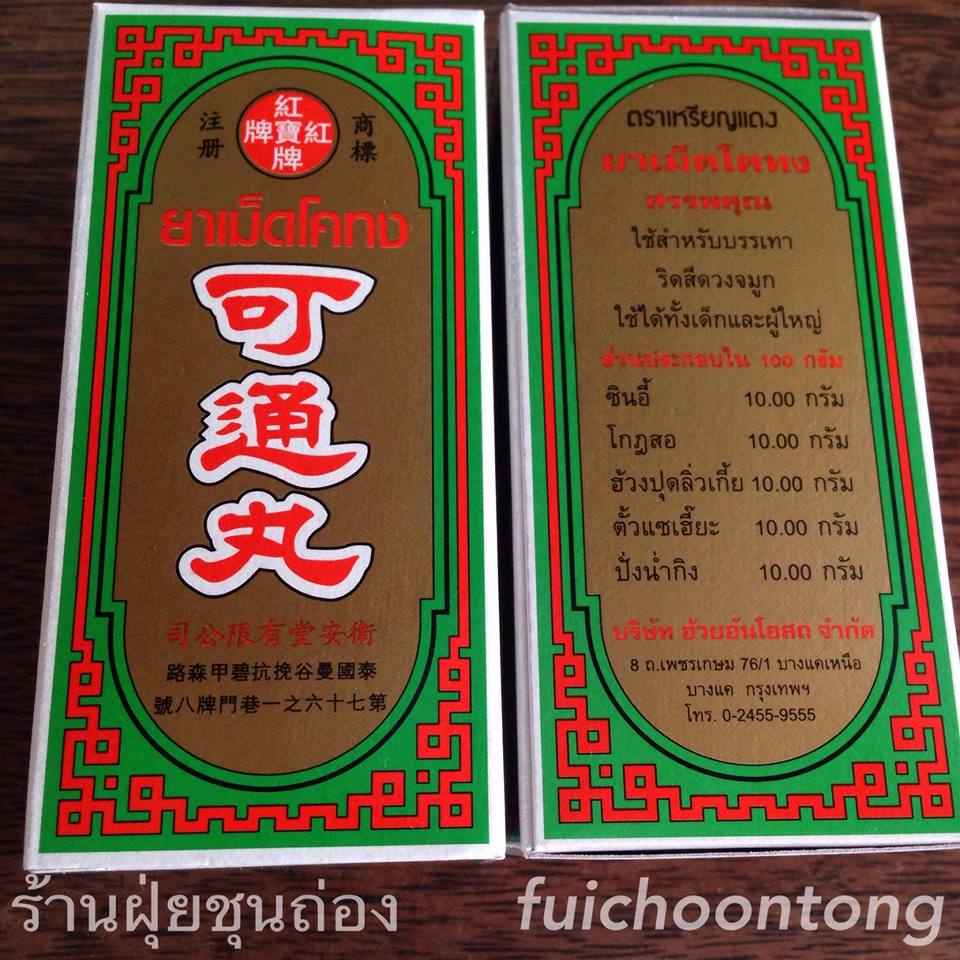 商標
注册
紅
牌寶紅
牌
ยาเม็ดโคทง
可通丸
司公限有堂安衛
路森甲碧抗挽谷曼國泰
號八牌門巷一之六十七第
ตราเหรียญแดง
ยาเม็ดโคทง
สรรพคุณ
ใช้สำหรับบรรเทา
ริดสีดวงจมูก
ใช้ได้ทั้งเด็กและผู้ใหญ่
ส่วนประกอบใน 100 กรัม
ซินอี้ 10.00 กรัม
โกฎสอ 10.00 กรัม
ฮ้วงปุดลิ่วเกี้ย 10.00 กรัม
ตั้วแซเฮี๊ยะ 10.00 กรัม
ปั่งน่ำกิง 10.00 กรัม
บริษัท อ้วยอันโอสถ จำกัด
8 ถ.เพชรเกษม 76/1 บางแคเหนือ
บางแค กรุงเทพฯ
โทร. 0-2455-9555
ร้านฝุ่ยชุนถ่อง
fuichoontong